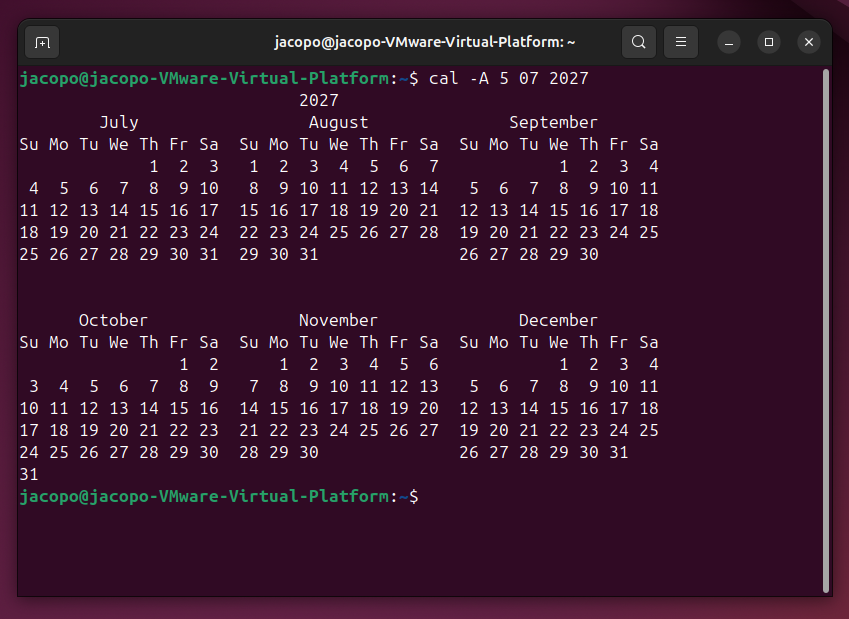 jacopo@jacopo-VMware-Virtual-Platform: ~
jacopo@jacopo-VMware-Virtual-Platform:~$ cal -A 5 07 2027
                            2027
        July                 August              September
Su Mo Tu We Th Fr Sa  Su Mo Tu We Th Fr Sa  Su Mo Tu We Th Fr Sa
             1  2  3   1  2  3  4  5  6  7            1  2  3  4
 4  5  6  7  8  9 10   8  9 10 11 12 13 14   5  6  7  8  9 10 11
11 12 13 14 15 16 17  15 16 17 18 19 20 21  12 13 14 15 16 17 18
18 19 20 21 22 23 24  22 23 24 25 26 27 28  19 20 21 22 23 24 25
25 26 27 28 29 30 31  29 30 31              26 27 28 29 30
      October               November              December
Su Mo Tu We Th Fr Sa  Su Mo Tu We Th Fr Sa  Su Mo Tu We Th Fr Sa
                1  2      1  2  3  4  5  6            1  2  3  4
 3  4  5  6  7  8  9   7  8  9 10 11 12 13   5  6  7  8  9 10 11
10 11 12 13 14 15 16  14 15 16 17 18 19 20  12 13 14 15 16 17 18
17 18 19 20 21 22 23  21 22 23 24 25 26 27  19 20 21 22 23 24 25
24 25 26 27 28 29 30  28 29 30              26 27 28 29 30 31
31
jacopo@jacopo-VMware-Virtual-Platform:~$